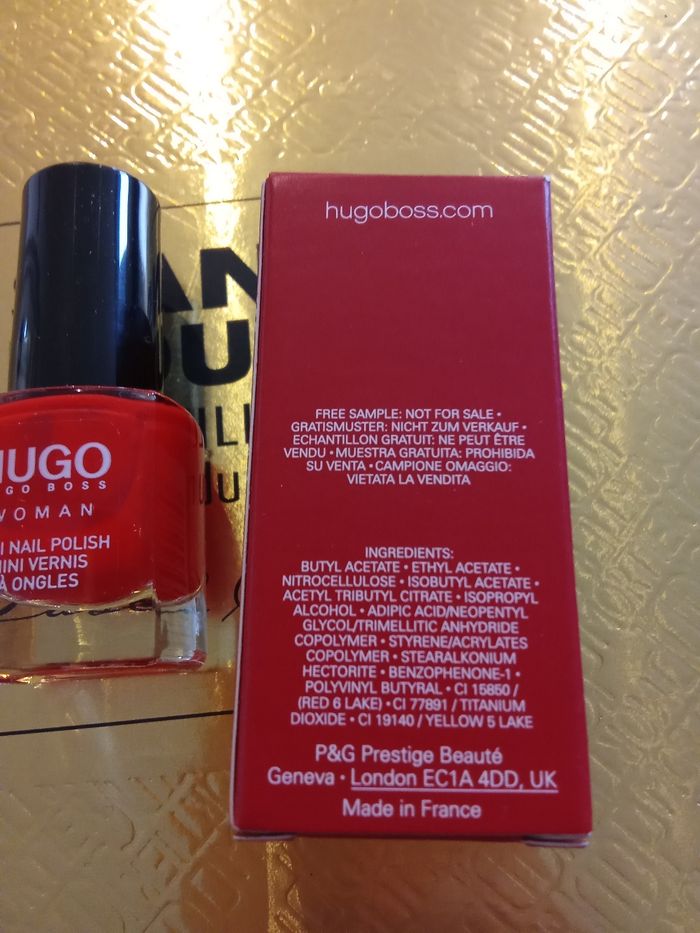 HUGO
GO BOSS
WOMAN
NAIL POLISH
MINI VERNIS
À ONGLES
hugoboss.com
FREE SAMPLE: NOT FOR SALE •
GRATISMUSTER: NICHT ZUM VERKAUF •
ECHANTILLON GRATUIT: NE PEUT ÊTRE
VENDU • MUESTRA GRATUITA: PROHIBIDA
SU VENTA • CAMPIONE OMAGGIO:
VIETATA LA VENDITA
INGREDIENTS:
BUTYL ACETATE • ETHYL ACETATE •
NITROCELLULOSE • ISOBUTYL ACETATE •
ACETYL TRIBUTYL CITRATE • ISOPROPYL
ALCOHOL • ADIPIC ACID/NEOPENTYL
GLYCOL/TRIMELLITIC ANHYDRIDE
COPOLYMER • STYRENE/ACRYLATES
COPOLYMER • STEARALKONIUM
HECTORITE • BENZOPHENONE-1 •
POLYVINYL BUTYRAL • CI 15850 /
(RED 6 LAKE) • CI 77891 / TITANIUM
DIOXIDE • CI 19140 / YELLOW 5 LAKE
P&G Prestige Beauté
Geneva • London EC1A 4DD, UK
Made in France